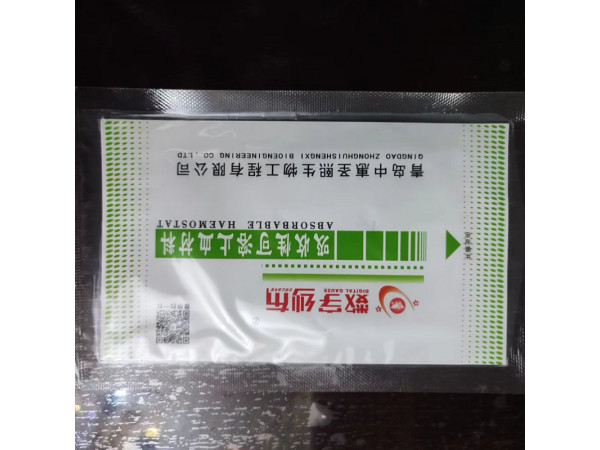 数字纱布
DIGITAL GAUZE
吸收性可溶止血材料
ABSORBABLE HAEMOSTAT
青岛中惠圣熙生物工程有限公司
QINGDAO ZHONGHUISHENGXI BIOENGINEERING CO.,LTD